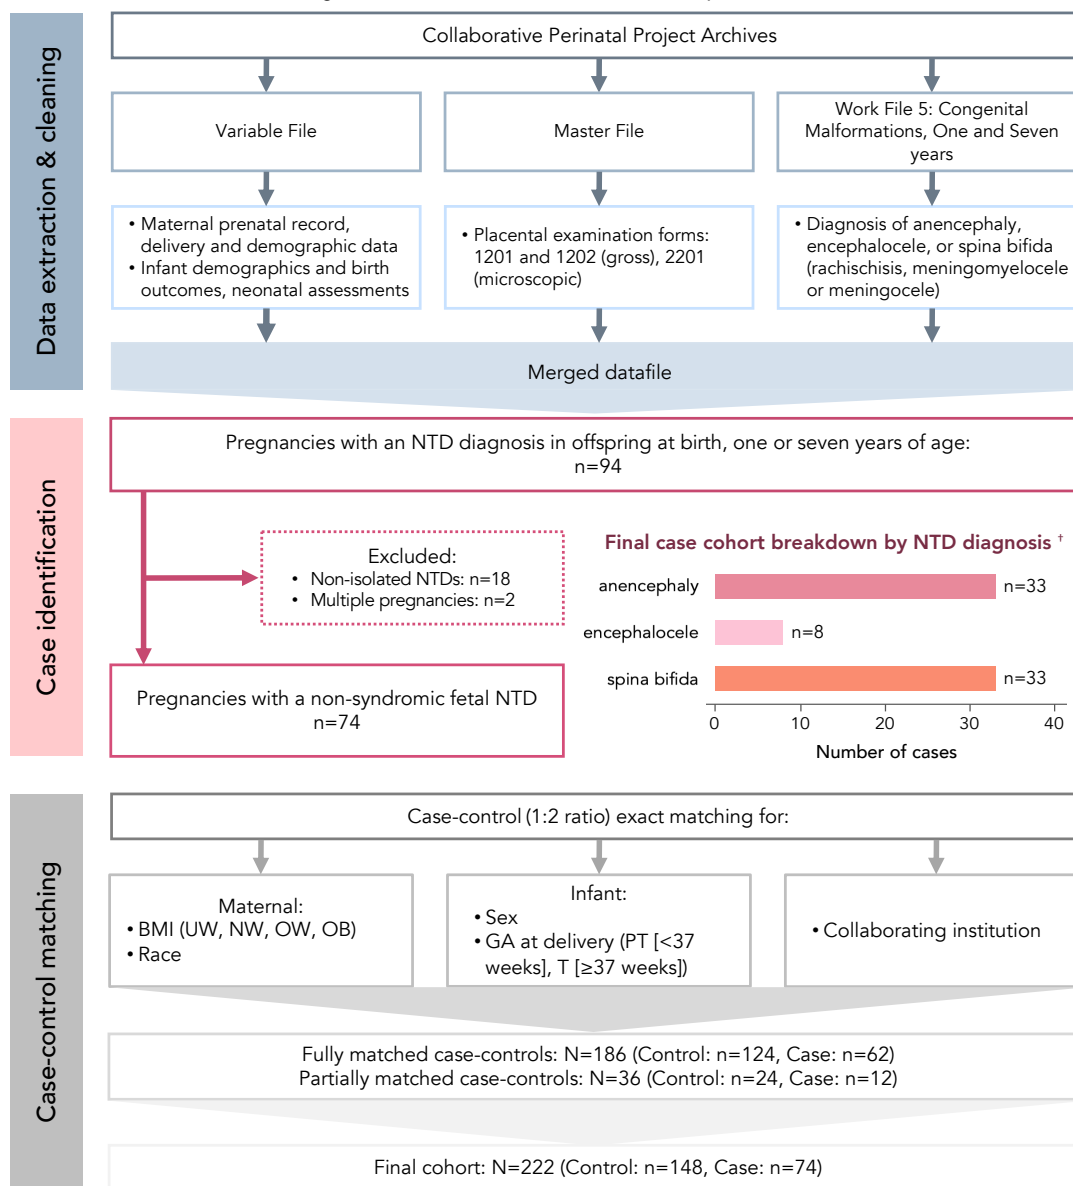 Data extraction & cleaning
Collaborative Perinatal Project Archives
Variable File
Master File
Work File 5: Congenital
Malformations, One and Seven
years
• Maternal prenatal record,
delivery and demographic data
• Infant demographics and birth
outcomes, neonatal assessments
• Placental examination forms:
1201 and 1202 (gross), 2201
(microscopic)
• Diagnosis of anencephaly,
encephalocele, or spina bifida
(rachischisis, meningomyelocele
or meningocele)
Merged datafile
Case identification
Pregnancies with an NTD diagnosis in offspring at birth, one or seven years of age:
n=94
Excluded:
• Non-isolated NTDs: n=18
• Multiple pregnancies: n=2
Pregnancies with a non-syndromic fetal NTD
n=74
Final case cohort breakdown by NTD diagnosis †
anencephaly
n=33
encephalocele
n=8
spina bifida
n=33
0 10 20 30 40
Number of cases
Case-control matching
Case-control (1:2 ratio) exact matching for:
Maternal:
• BMI (UW, NW, OW, OB)
• Race
Infant:
• Sex
• GA at delivery (PT [<37
weeks], T [≥37 weeks])
• Collaborating institution
Fully matched case-controls: N=186 (Control: n=124, Case: n=62)
Partially matched case-controls: N=36 (Control: n=24, Case: n=12)
Final cohort: N=222 (Control: n=148, Case: n=74)